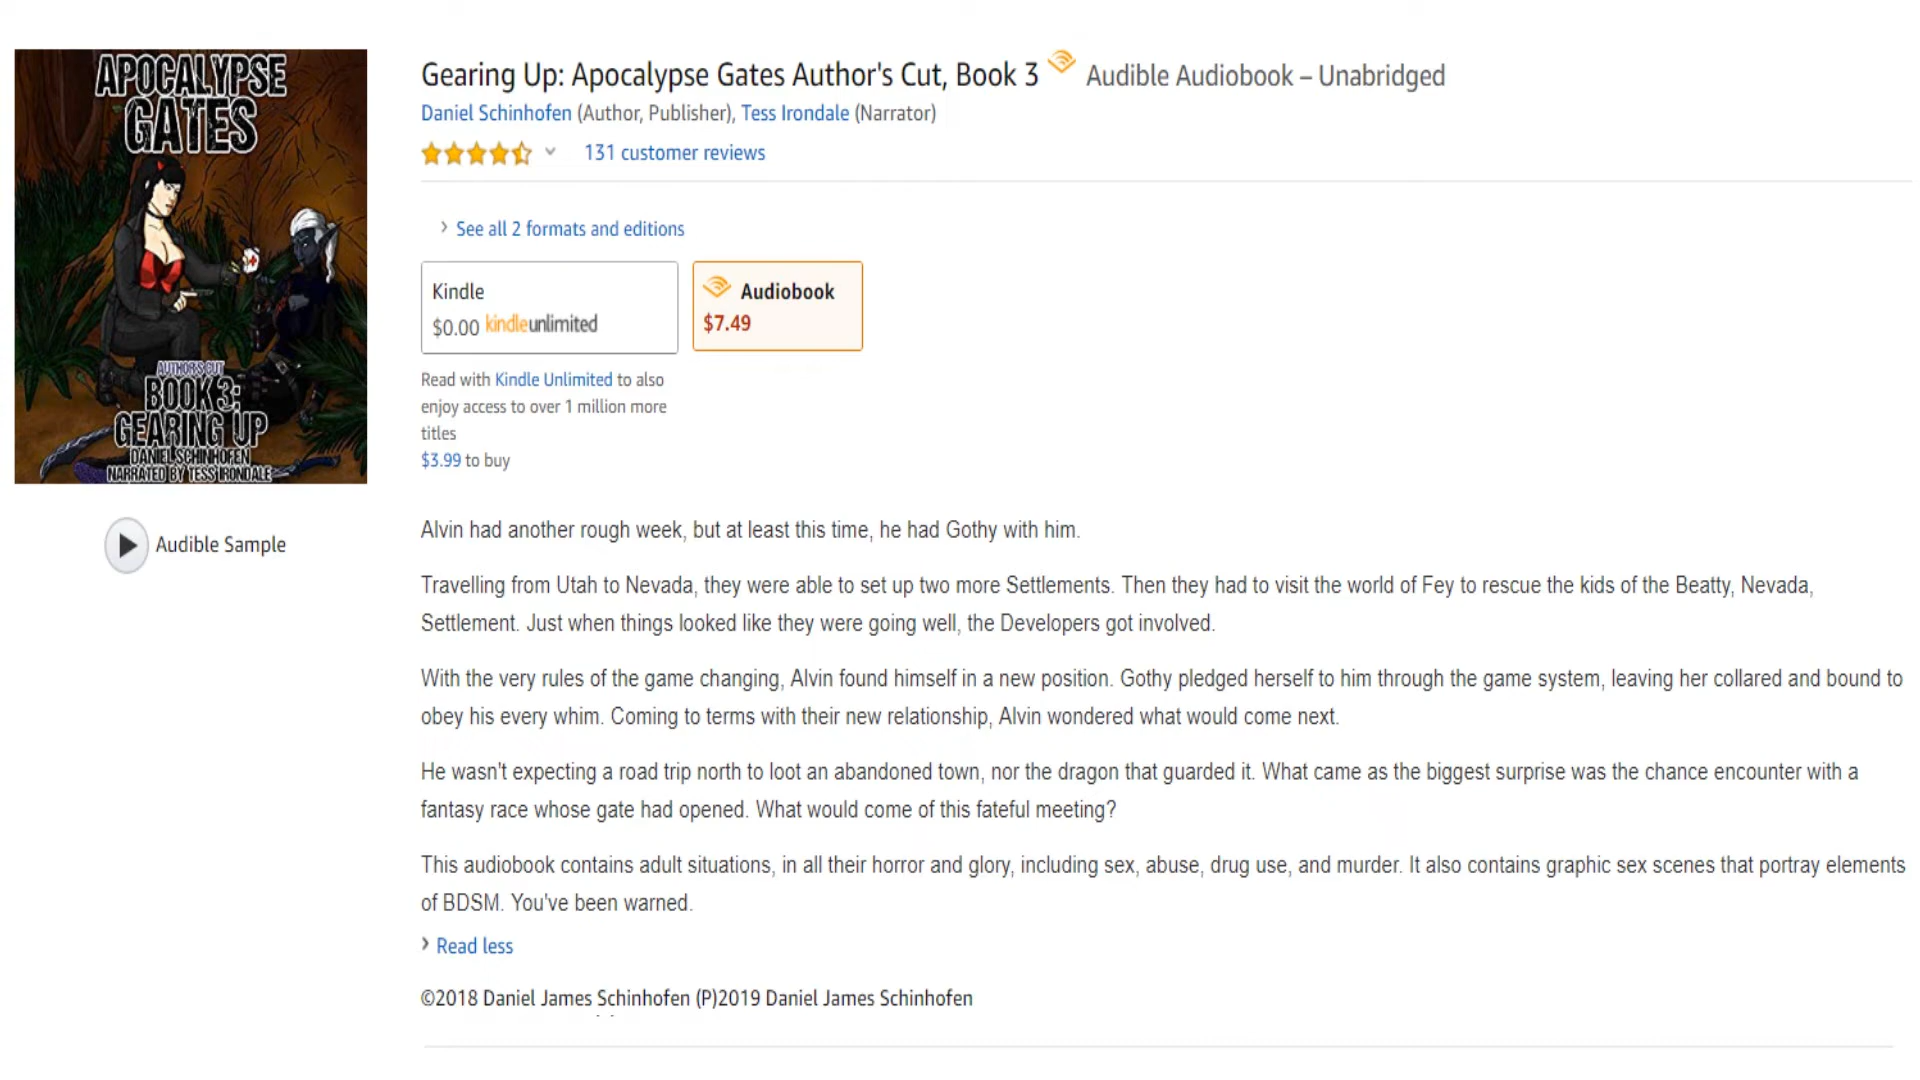 APOCALYPSE
GATES
AUTHOR'S CUT
BOOK 3:
GEARING UP
DANIEL SCHINHOFEN
NARRATED BY TESS IRONDALE
Audible Sample
Gearing Up: Apocalypse Gates Author's Cut, Book 3 Audible Audiobook – Unabridged
Daniel Schinhofen (Author, Publisher), Tess Irondale (Narrator)
131 customer reviews
See all 2 formats and editions
Kindle
$0.00 kindleunlimited
Audiobook
$7.49
Read with Kindle Unlimited to also
enjoy access to over 1 million more
titles
$3.99 to buy
Alvin had another rough week, but at least this time, he had Gothy with him.
Travelling from Utah to Nevada, they were able to set up two more Settlements. Then they had to visit the world of Fey to rescue the kids of the Beatty, Nevada,
Settlement. Just when things looked like they were going well, the Developers got involved.
With the very rules of the game changing, Alvin found himself in a new position. Gothy pledged herself to him through the game system, leaving her collared and bound to
obey his every whim. Coming to terms with their new relationship, Alvin wondered what would come next.
He wasn't expecting a road trip north to loot an abandoned town, nor the dragon that guarded it. What came as the biggest surprise was the chance encounter with a
fantasy race whose gate had opened. What would come of this fateful meeting?
This audiobook contains adult situations, in all their horror and glory, including sex, abuse, drug use, and murder. It also contains graphic sex scenes that portray elements
of BDSM. You've been warned.
Read less
©2018 Daniel James Schinhofen (P)2019 Daniel James Schinhofen